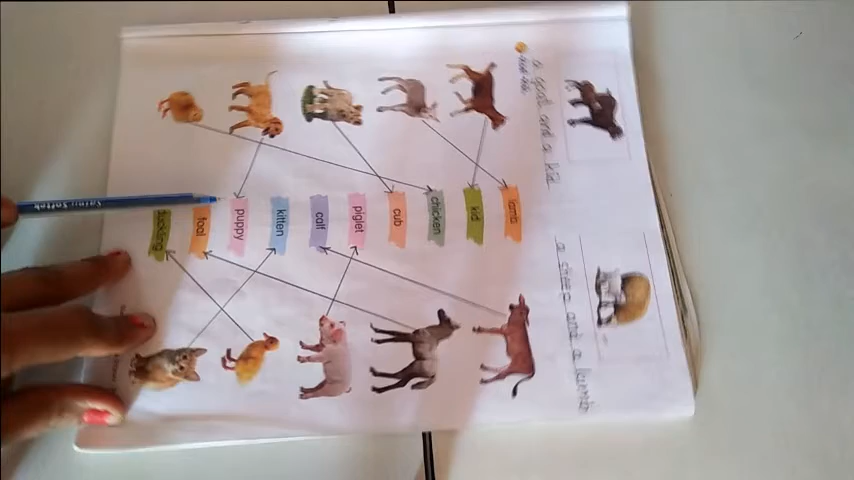 a goat and a kid
a sheep and a lamb
lamb
kid
chicken
cub
piglet
calf
kitten
puppy
foal
duckling